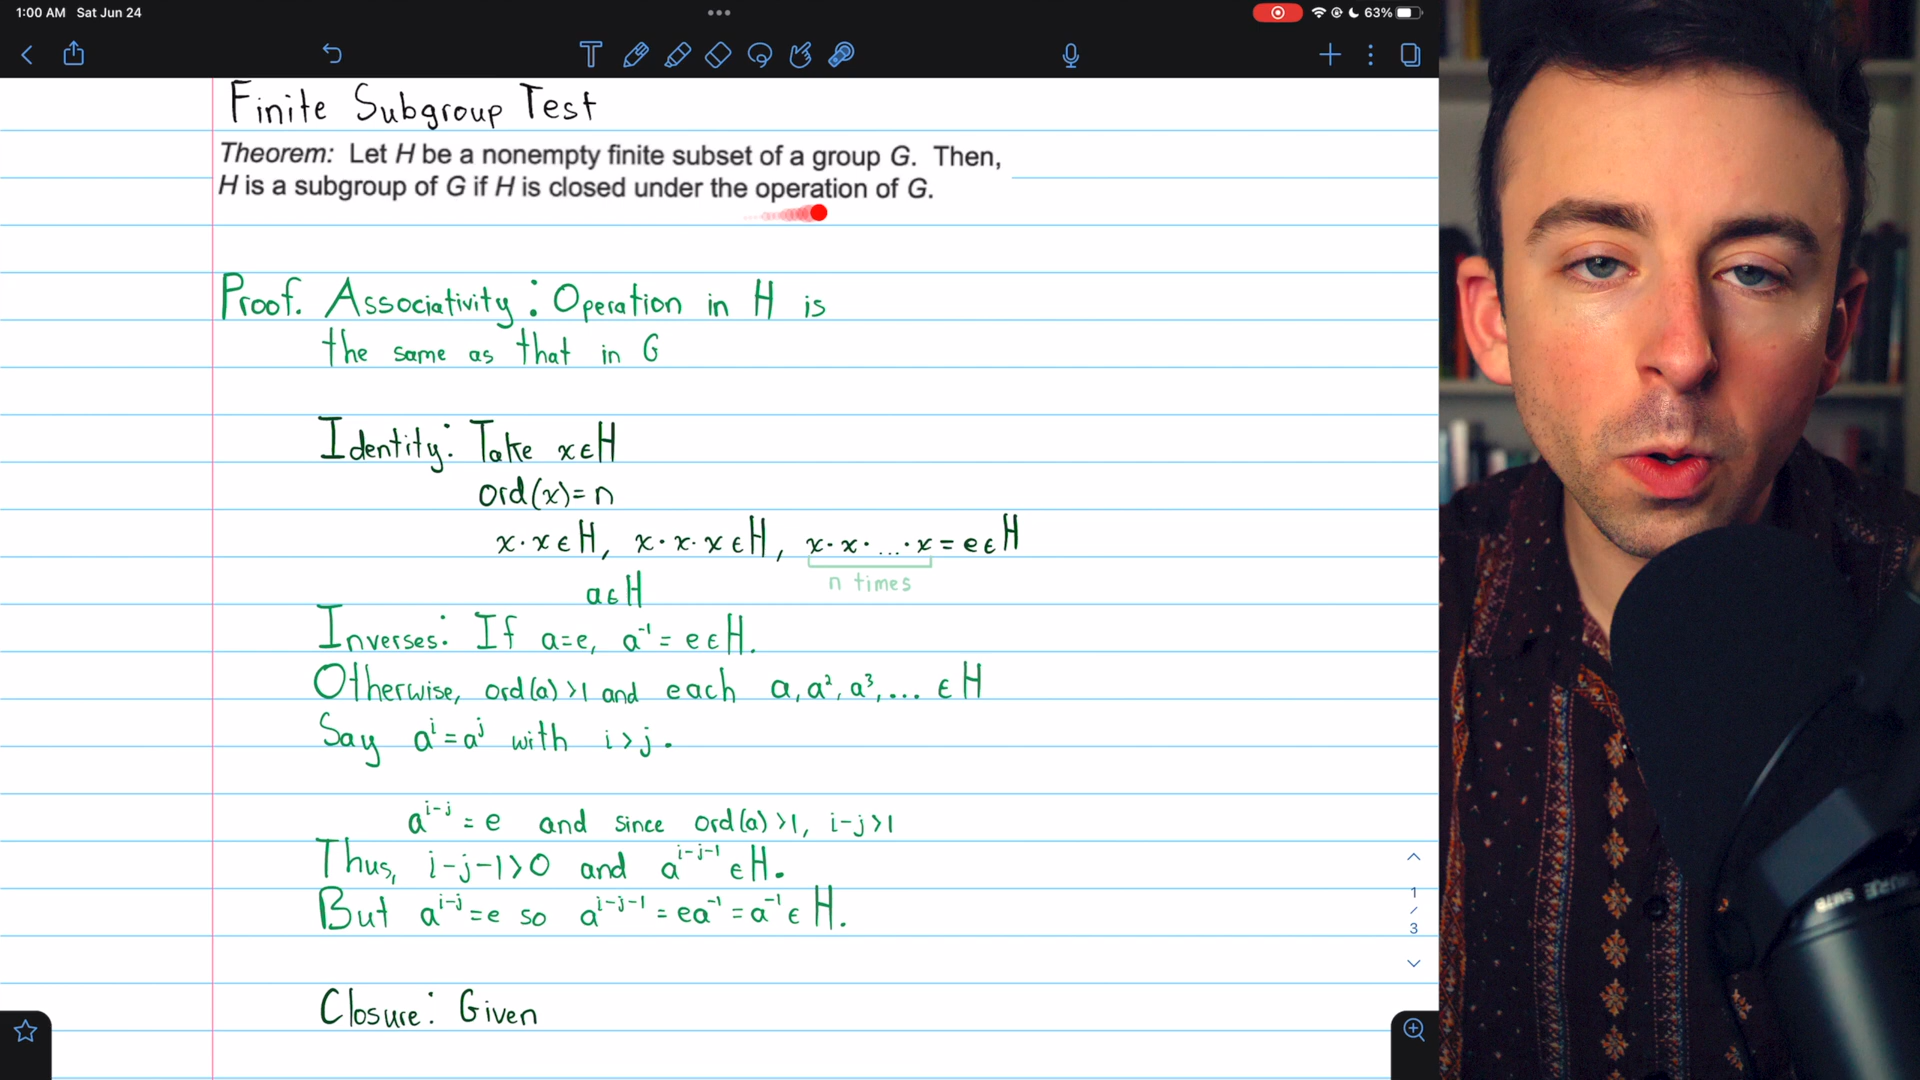 1:00 AM Sat Jun 24
63%
Finite Subgroup Test
Theorem: Let H be a nonempty finite subset of a group G. Then,
H is a subgroup of G if H is closed under the operation of G.
Proof. Associativity: Operation in H is
the same as that in G
Identity: Take x∈H
ord(x)=n
x·x∈H, x·x·x∈H, x·x·...·x=e∈H
n times
a∈H
Inverses: If a=e, a⁻¹=e∈H.
Otherwise, ord(a)>1 and each a, a², a³,... ∈H
Say aⁱ=aʲ with i>j.
aⁱ⁻ʲ=e and since ord(a)>1, i-j>1
Thus, i-j-1>0 and aⁱ⁻ʲ⁻¹∈H.
But aⁱ⁻ʲ=e so aⁱ⁻ʲ⁻¹=ea⁻¹=a⁻¹∈H.
Closure: Given
1
/
3